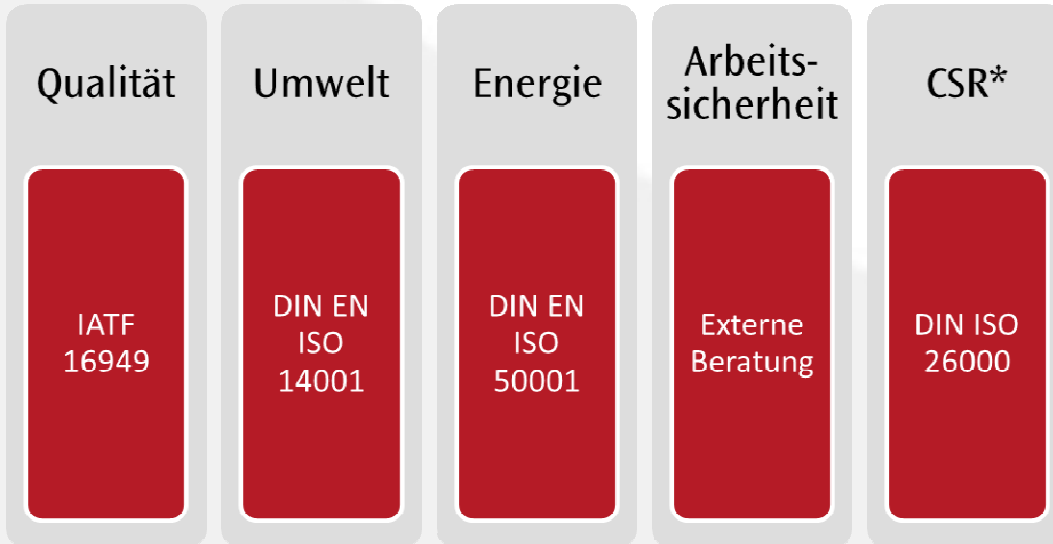 Qualität
IATF
16949
Umwelt
DIN EN
ISO
14001
Energie
DIN EN
ISO
50001
Arbeits-
sicherheit
Externe
Beratung
CSR*
DIN ISO
26000